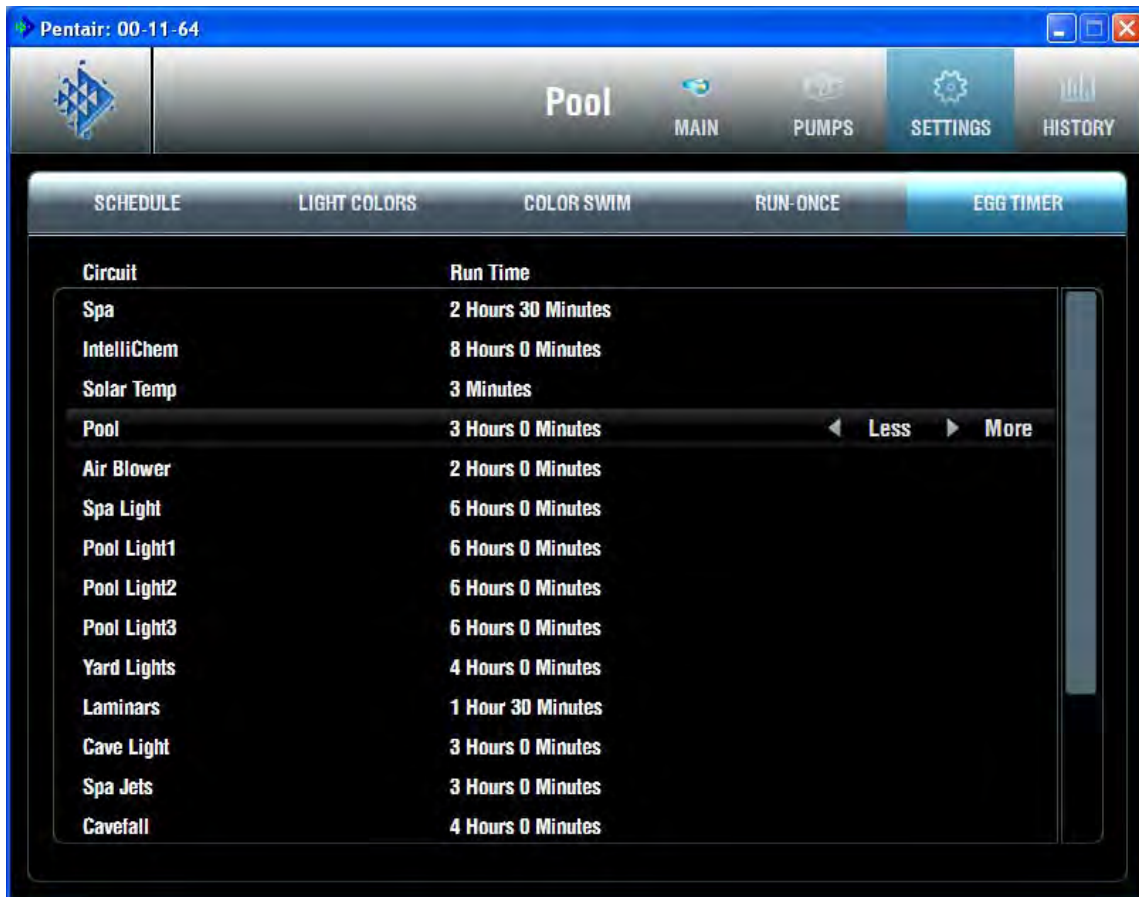 Pentair: 00-11-64
Pool
MAIN
PUMPS
SETTINGS
HISTORY
SCHEDULE LIGHT COLORS COLOR SWIM RUN-ONCE EGG TIMER
Circuit Run Time
Spa 2 Hours 30 Minutes
IntelliChem 8 Hours 0 Minutes
Solar Temp 3 Minutes
Pool 3 Hours 0 Minutes Less More
Air Blower 2 Hours 0 Minutes
Spa Light 6 Hours 0 Minutes
Pool Light1 6 Hours 0 Minutes
Pool Light2 6 Hours 0 Minutes
Pool Light3 6 Hours 0 Minutes
Yard Lights 4 Hours 0 Minutes
Laminars 1 Hour 30 Minutes
Cave Light 3 Hours 0 Minutes
Spa Jets 3 Hours 0 Minutes
Cavefall 4 Hours 0 Minutes